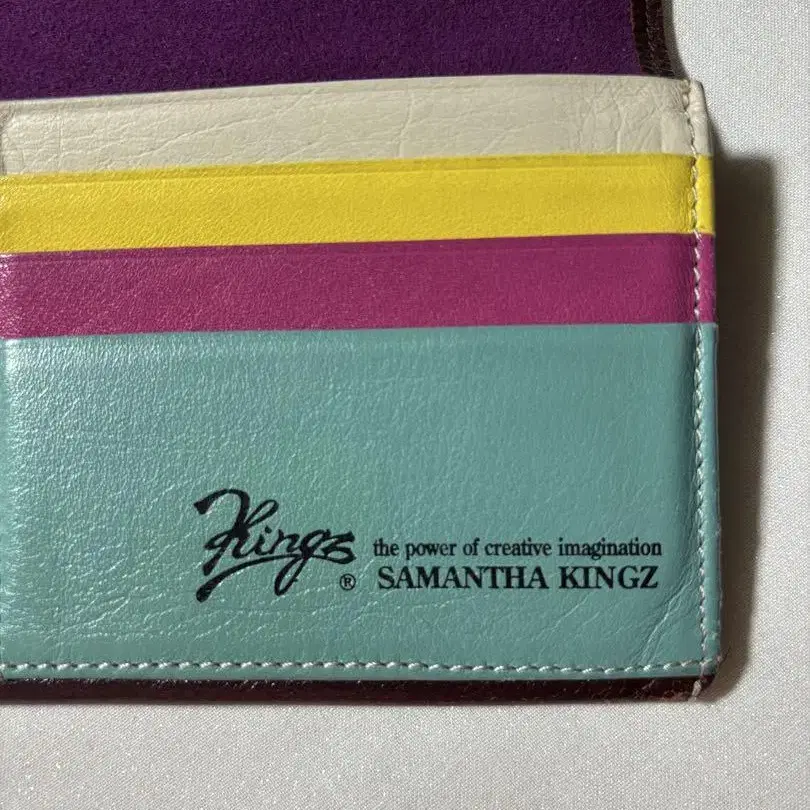 Kingz
the power of creative imagination
® SAMANTHA KINGZ